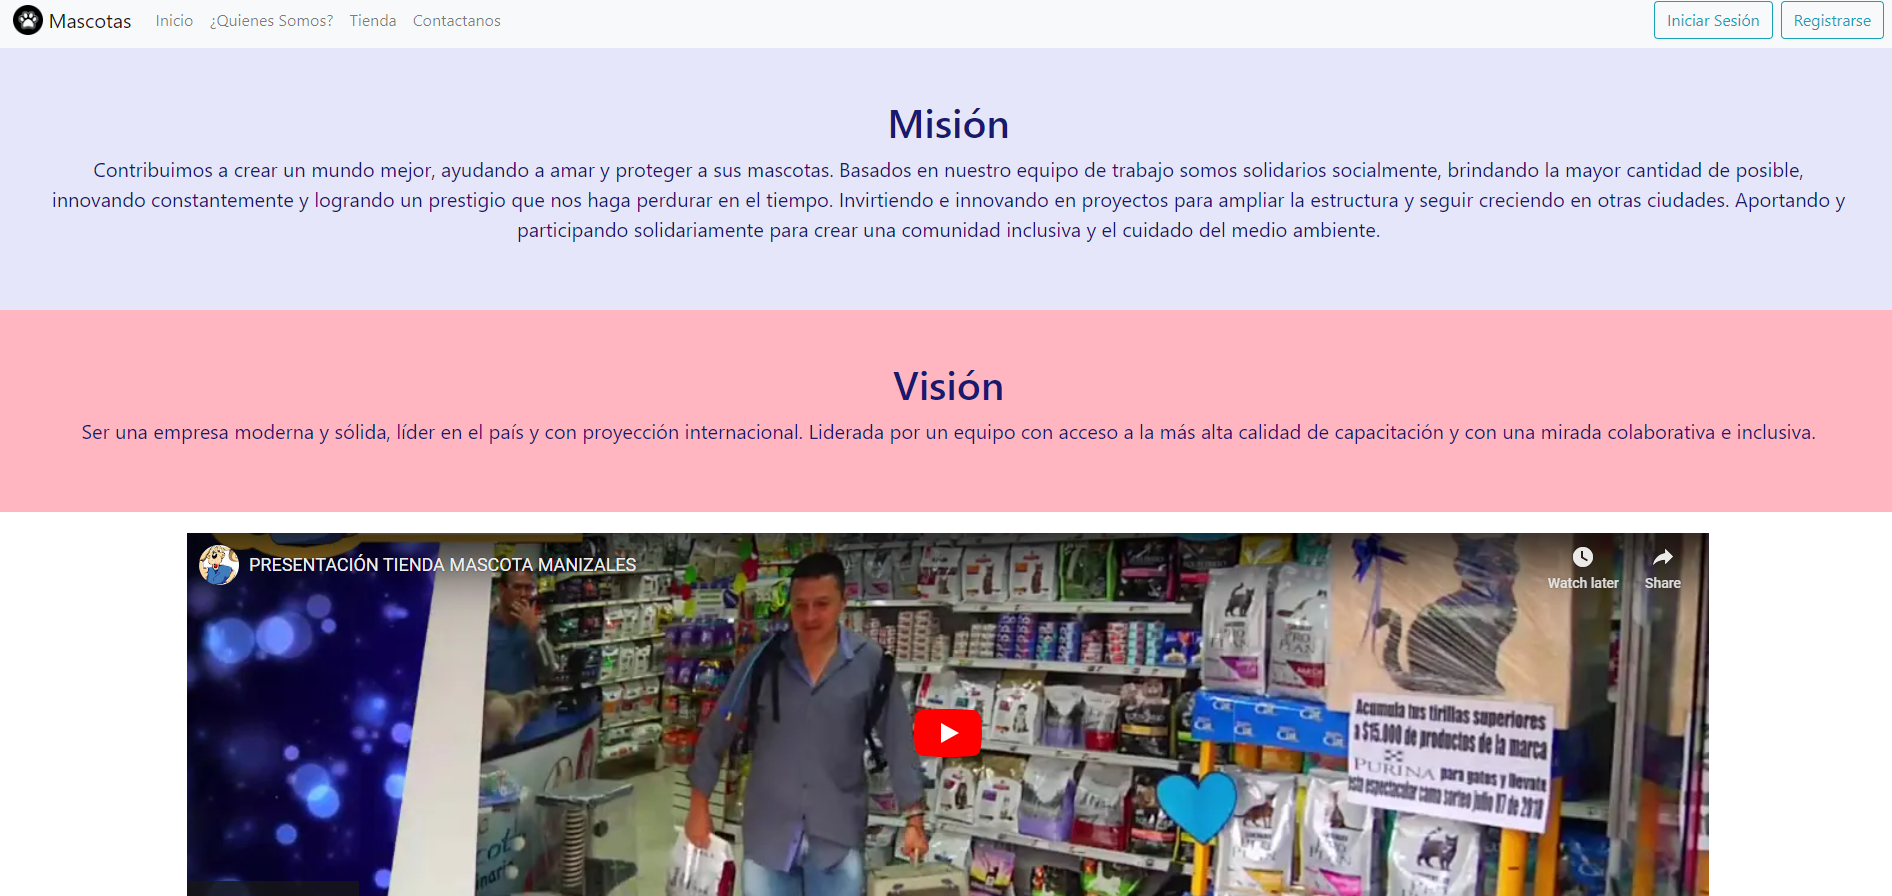 Mascotas Inicio ¿Quienes Somos? Tienda Contactanos Iniciar Sesión Registrarse
Misión
Contribuimos a crear un mundo mejor, ayudando a amar y proteger a sus mascotas. Basados en nuestro equipo de trabajo somos solidarios socialmente, brindando la mayor cantidad de posible,
innovando constantemente y logrando un prestigio que nos haga perdurar en el tiempo. Invirtiendo e innovando en proyectos para ampliar la estructura y seguir creciendo en otras ciudades. Aportando y
participando solidariamente para crear una comunidad inclusiva y el cuidado del medio ambiente.
Visión
Ser una empresa moderna y sólida, líder en el país y con proyección internacional. Liderada por un equipo con acceso a la más alta calidad de capacitación y con una mirada colaborativa e inclusiva.
PRESENTACIÓN TIENDA MASCOTA MANIZALES
Watch later Share
PRO
PLAN
Acumula tus tirillas superiores
a $15.000 de productos de la marca
PURINA para gatos y llevate
esta espectacular cama sorteo julio 07 de 2018